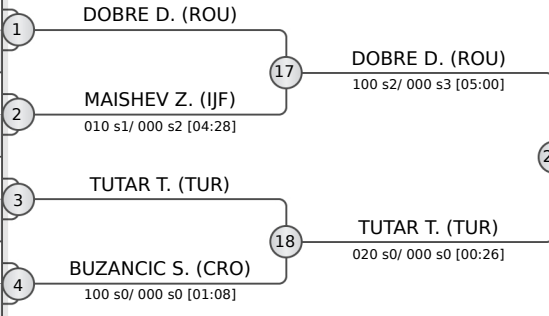 DOBRE D. (ROU)
1
17
DOBRE D. (ROU)
100 s2/ 000 s3 [05:00]
MAISHEV Z. (IJF)
2
010 s1/ 000 s2 [04:28]
TUTAR T. (TUR)
3
18
TUTAR T. (TUR)
020 s0/ 000 s0 [00:26]
BUZANCIC S. (CRO)
4
100 s0/ 000 s0 [01:08]